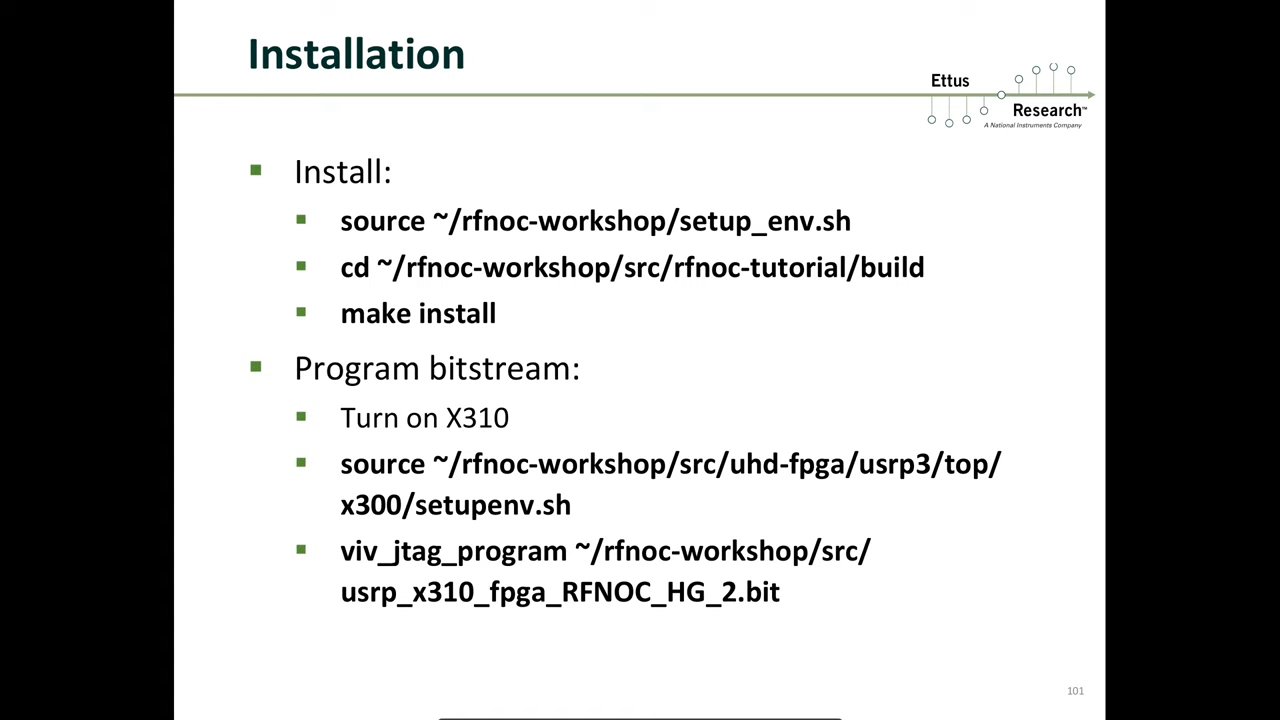 Installation
Ettus
Research™
A National Instruments Company
Install:
source ~/rfnoc-workshop/setup_env.sh
cd ~/rfnoc-workshop/src/rfnoc-tutorial/build
make install
Program bitstream:
Turn on X310
source ~/rfnoc-workshop/src/uhd-fpga/usrp3/top/
x300/setupenv.sh
viv_jtag_program ~/rfnoc-workshop/src/
usrp_x310_fpga_RFNOC_HG_2.bit
101